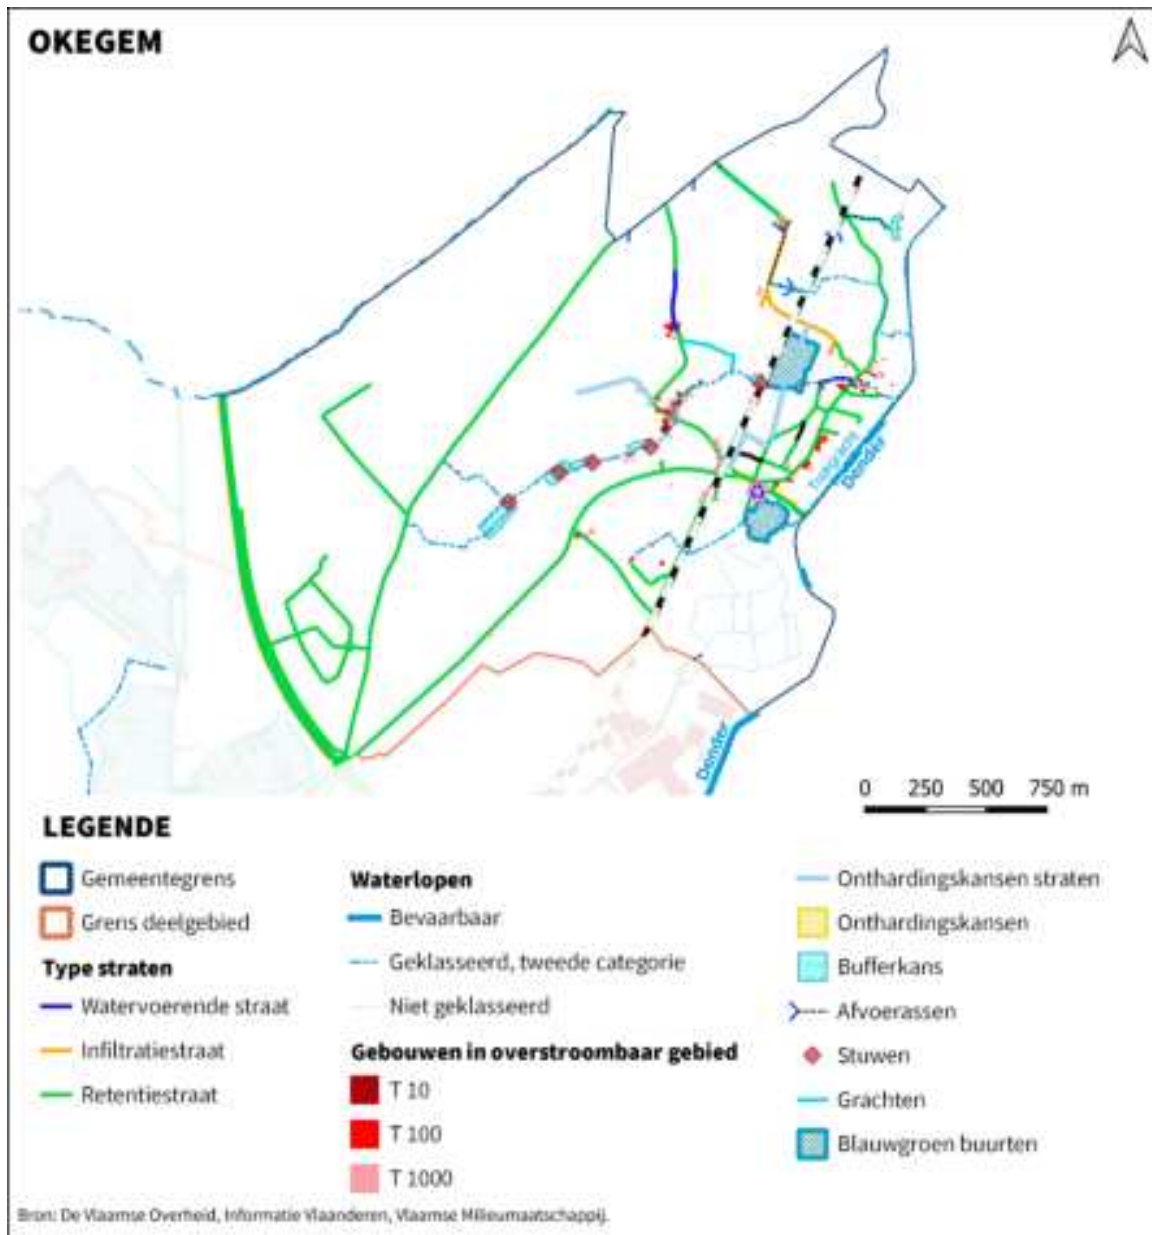 OKEGEM
Trotgracht
Dender
Dender
0 250 500 750 m
LEGENDE
Gemeentegrens
Grens deelgebied
Type straten
Watervoerende straat
Infiltratiestraat
Retentiestraat
Waterlopen
Bevaarbaar
Geklasseerd, tweede categorie
Niet geklasseerd
Gebouwen in overstroombaar gebied
T 10
T 100
T 1000
Onthardingskansen straten
Onthardingskansen
Bufferkans
Afvoerassen
Stuwen
Grachten
Blauwgroen buurten
Bron: De Vlaamse Overheid, Informatie Vlaanderen, Vlaamse Milieumaatschappij.